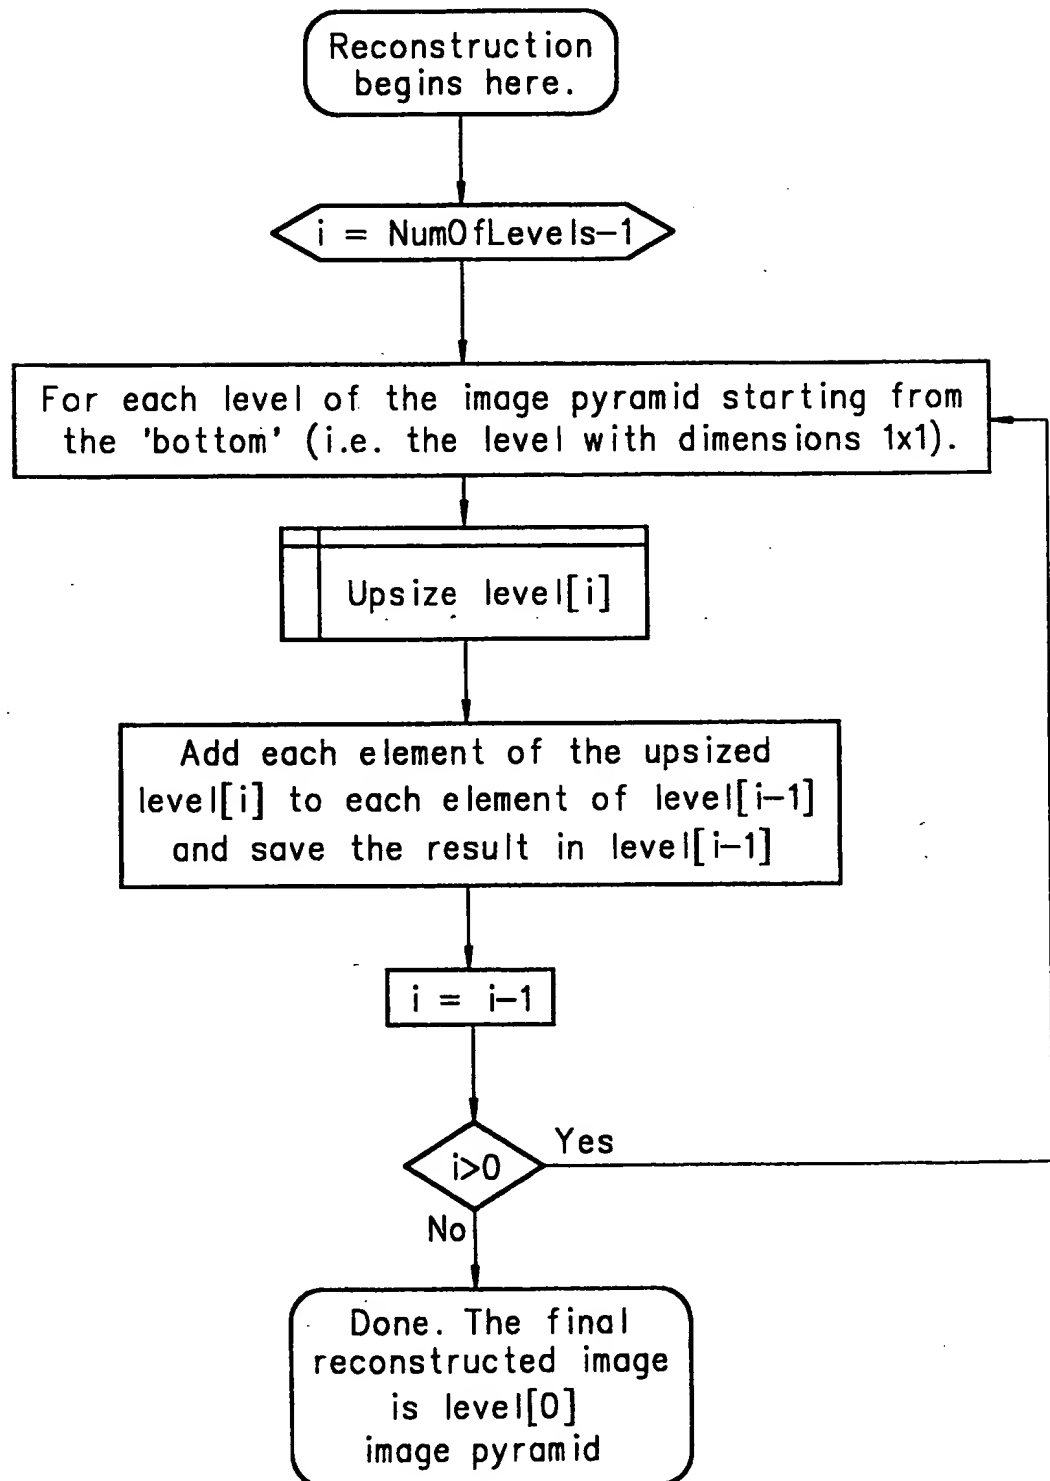 Reconstruction
begins here.
i = NumOfLevels-1
For each level of the image pyramid starting from
the 'bottom' (i.e. the level with dimensions 1x1).
Upsize level[i]
Add each element of the upsized
level[i] to each element of level[i-1]
and save the result in level[i-1]
i = i-1
i>0
Yes
No
Done. The final
reconstructed image
is level[0]
image pyramid